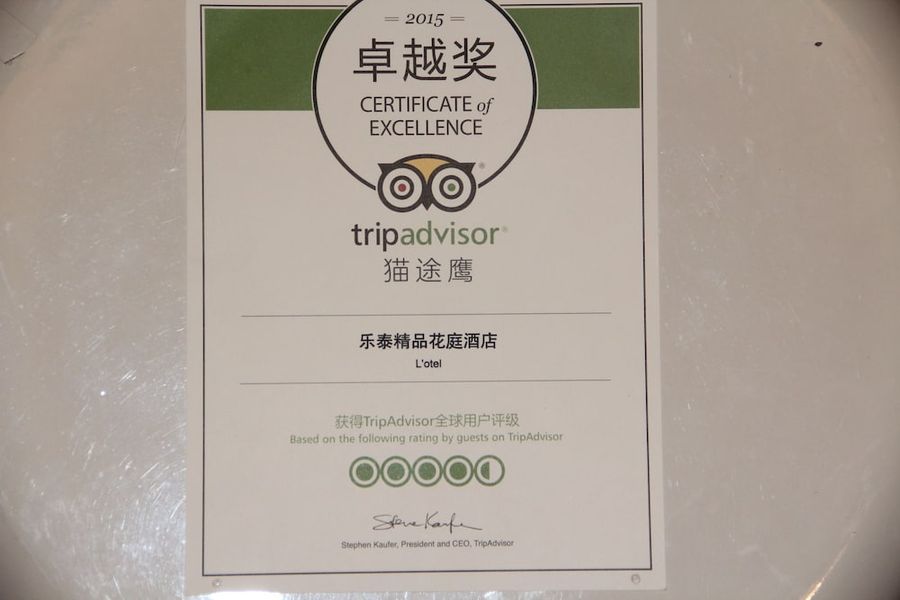 2015
卓越奖
CERTIFICATE of
EXCELLENCE
tripadvisor®
猫途鹰
乐泰精品花庭酒店
L'otel
获得TripAdvisor全球用户评级
Based on the following rating by guests on TripAdvisor
Steve Kaufer
Stephen Kaufer, President and CEO, TripAdvisor